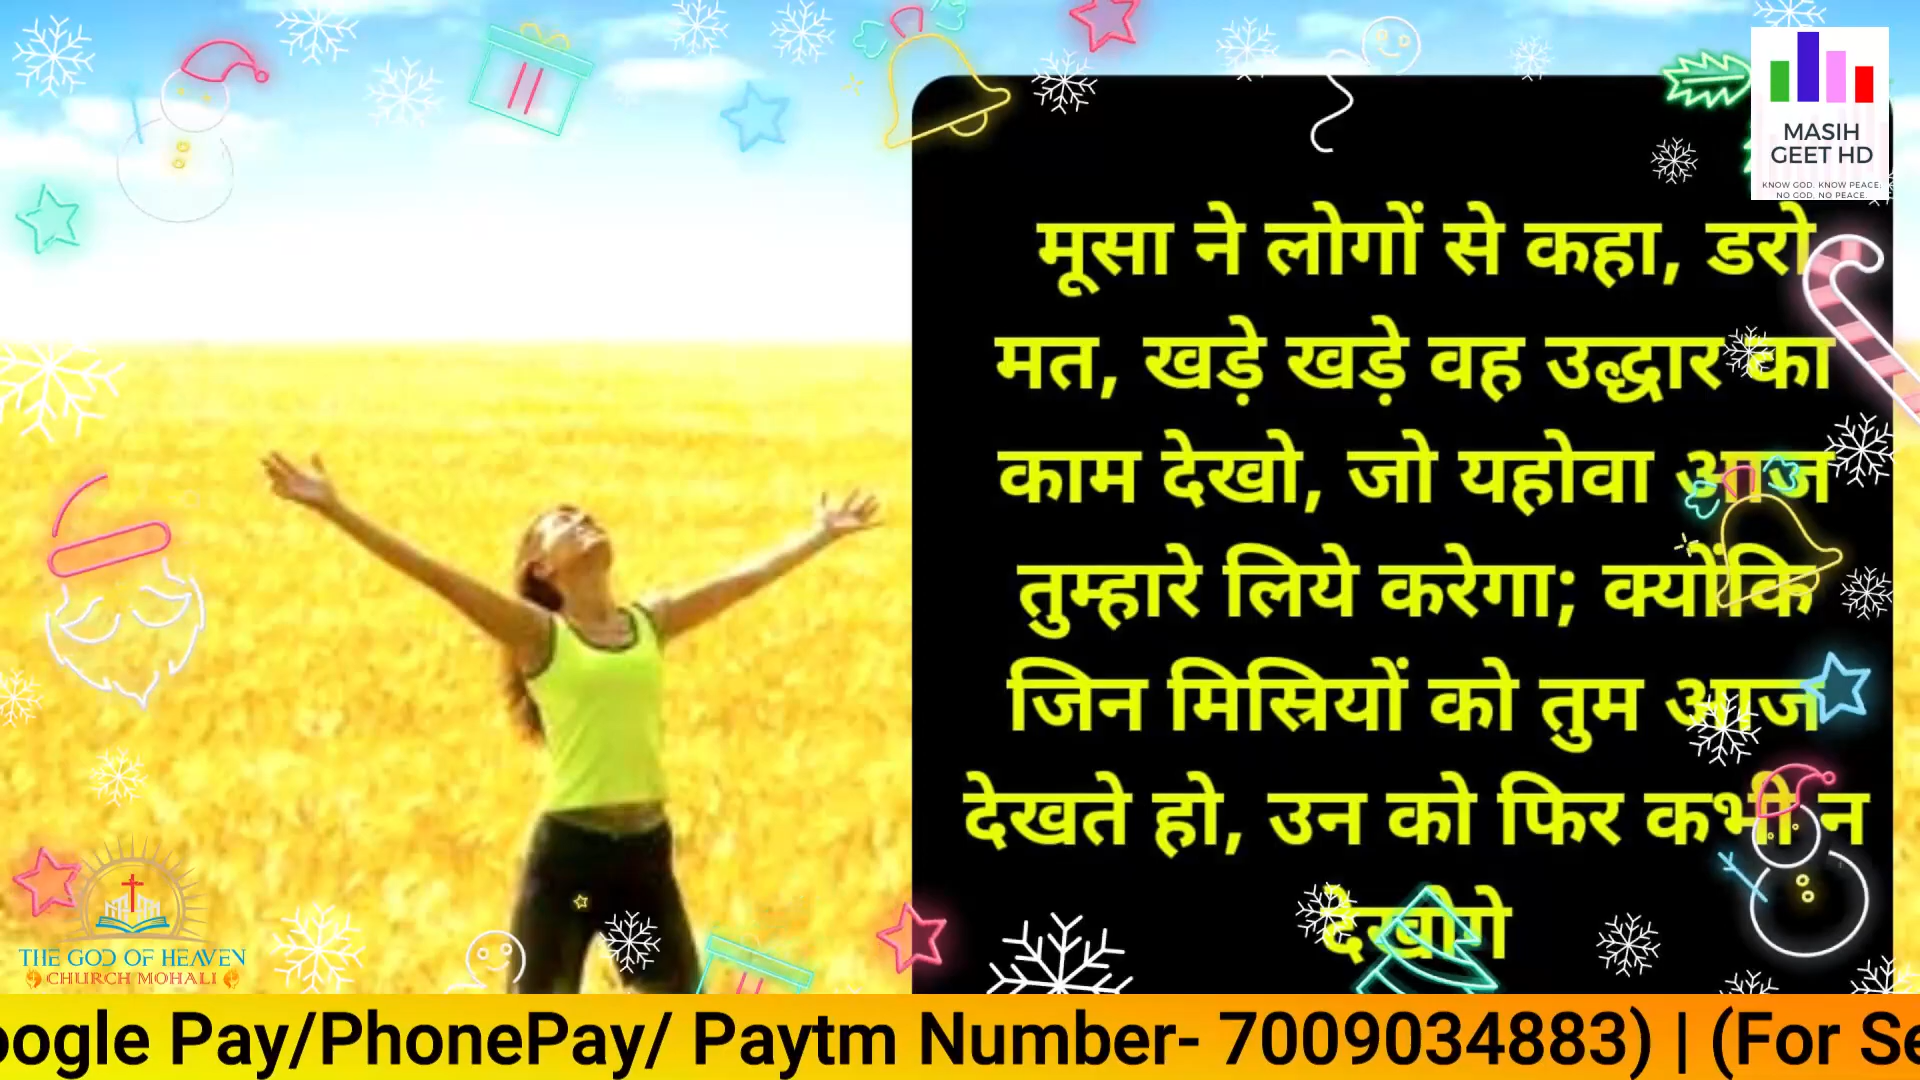 MASIH
GEET HD
KNOW GOD. KNOW PEACE.
NO GOD. NO PEACE.
मूसा ने लोगों से कहा, डरो
मत, खड़े खड़े वह उद्धार का
काम देखो, जो यहोवा आज
तुम्हारे लिये करेगा; क्योंकि
जिन मिस्रियों को तुम आज
देखते हो, उन को फिर कभी न
देखोगे
THE GOD OF HEAVEN
CHURCH MOHALI
oogle Pay/PhonePay/ Paytm Number- 7009034883) | (For Se